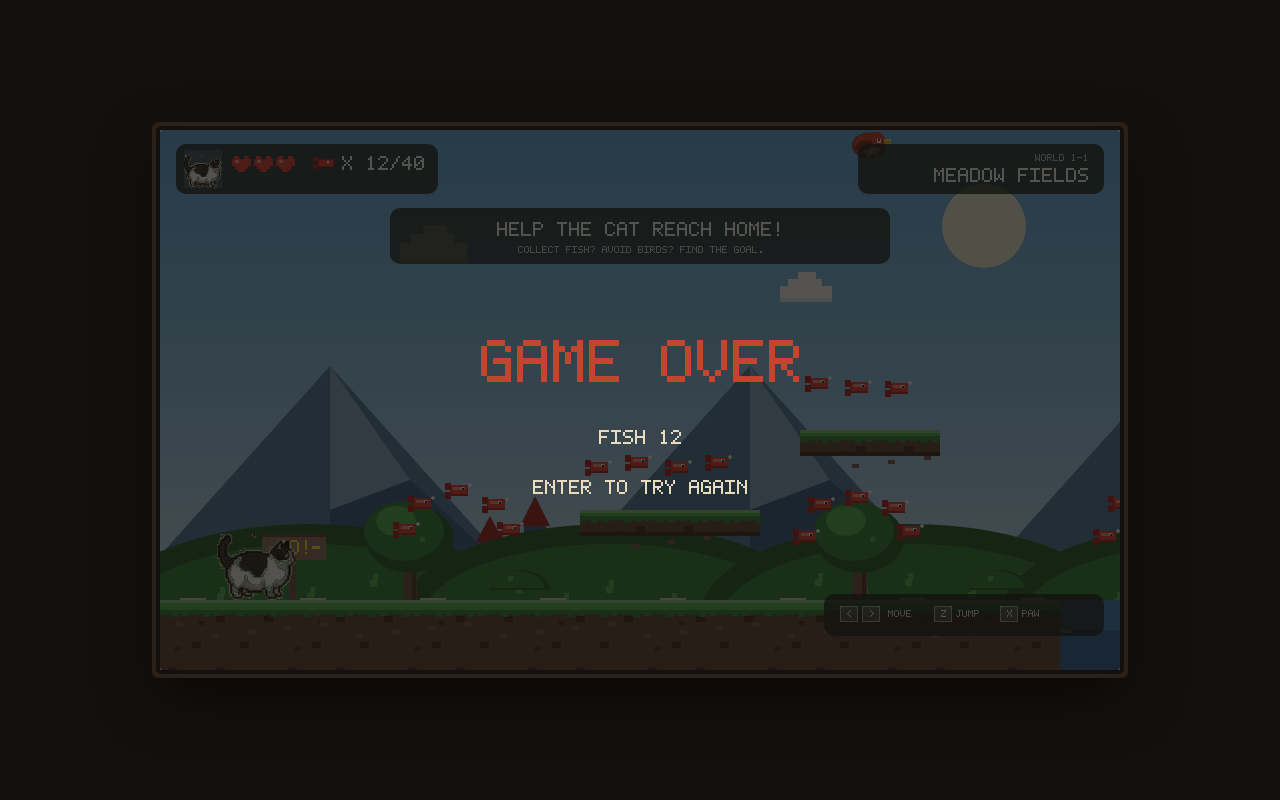 X 12/40
WORLD 1-1
MEADOW FIELDS
HELP THE CAT REACH HOME!
COLLECT FISH? AVOID BIRDS? FIND THE GOAL.
GAME OVER
FISH 12
ENTER TO TRY AGAIN
< > MOVE Z JUMP X PAW